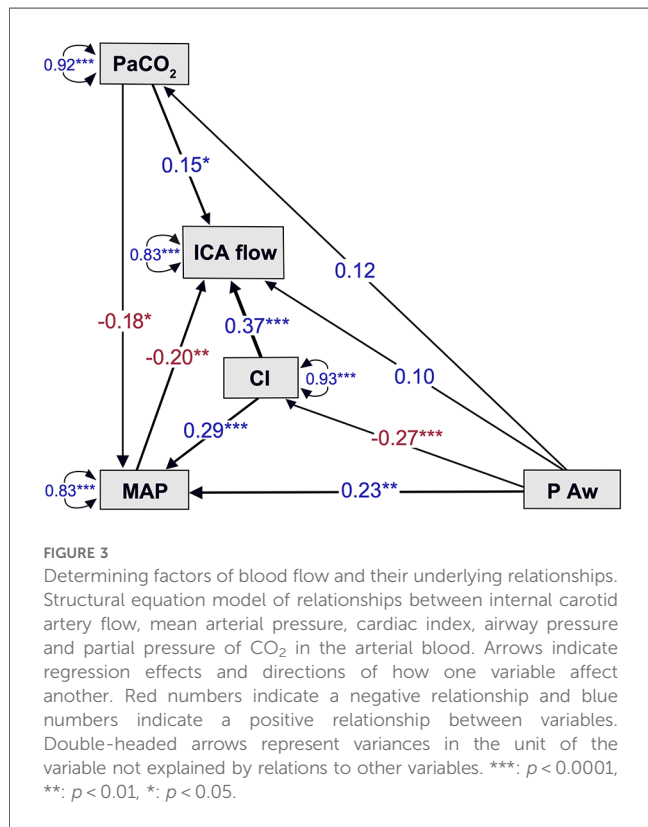 PaCO₂
0.92***
0.15*
ICA flow
0.83***
0.12
-0.18*
0.37***
-0.20**
CI
0.93***
0.10
0.29***
-0.27***
MAP
0.83***
0.23**
P Aw
FIGURE 3
Determining factors of blood flow and their underlying relationships.
Structural equation model of relationships between internal carotid
artery flow, mean arterial pressure, cardiac index, airway pressure
and partial pressure of CO₂ in the arterial blood. Arrows indicate
regression effects and directions of how one variable affect
another. Red numbers indicate a negative relationship and blue
numbers indicate a positive relationship between variables.
Double-headed arrows represent variances in the unit of the
variable not explained by relations to other variables. ***: p < 0.0001,
**: p < 0.01, *: p < 0.05.